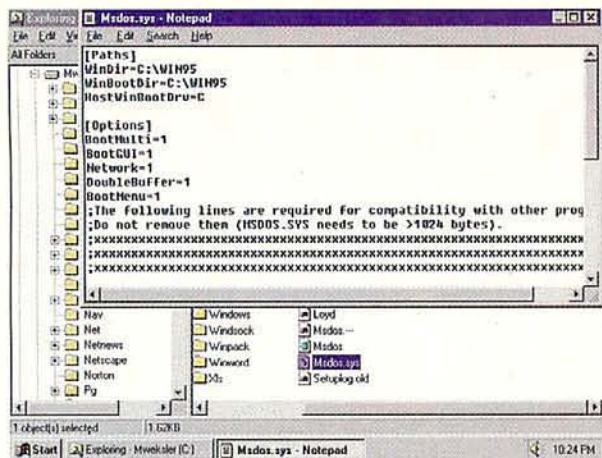 Exploring
Msdos.sys - Notepad
File Edit
File Edit Search Help
All Folders
[Paths]
WinDir=C:\WIN95
WinBootDir=C:\WIN95
HostWinBootDrv=C
[Options]
BootMulti=1
BootGUI=1
Network=1
DoubleBuffer=1
BootMenu=1
;The following lines are required for compatibility with other prog
;Do not remove them (MSDOS.SYS needs to be >1024 bytes).
Nav
Net
Netnews
Netscape
Norton
Pg
Windows
Windsock
Winpack
Winword
Xls
Loyd
Msdos.---
Msdos
Msdos.sys
Setuplog.old
1 object(s) selected
1.62KB
Start
Exploring - Mweksler (C:)
Msdos.sys - Notepad
10:24 PM